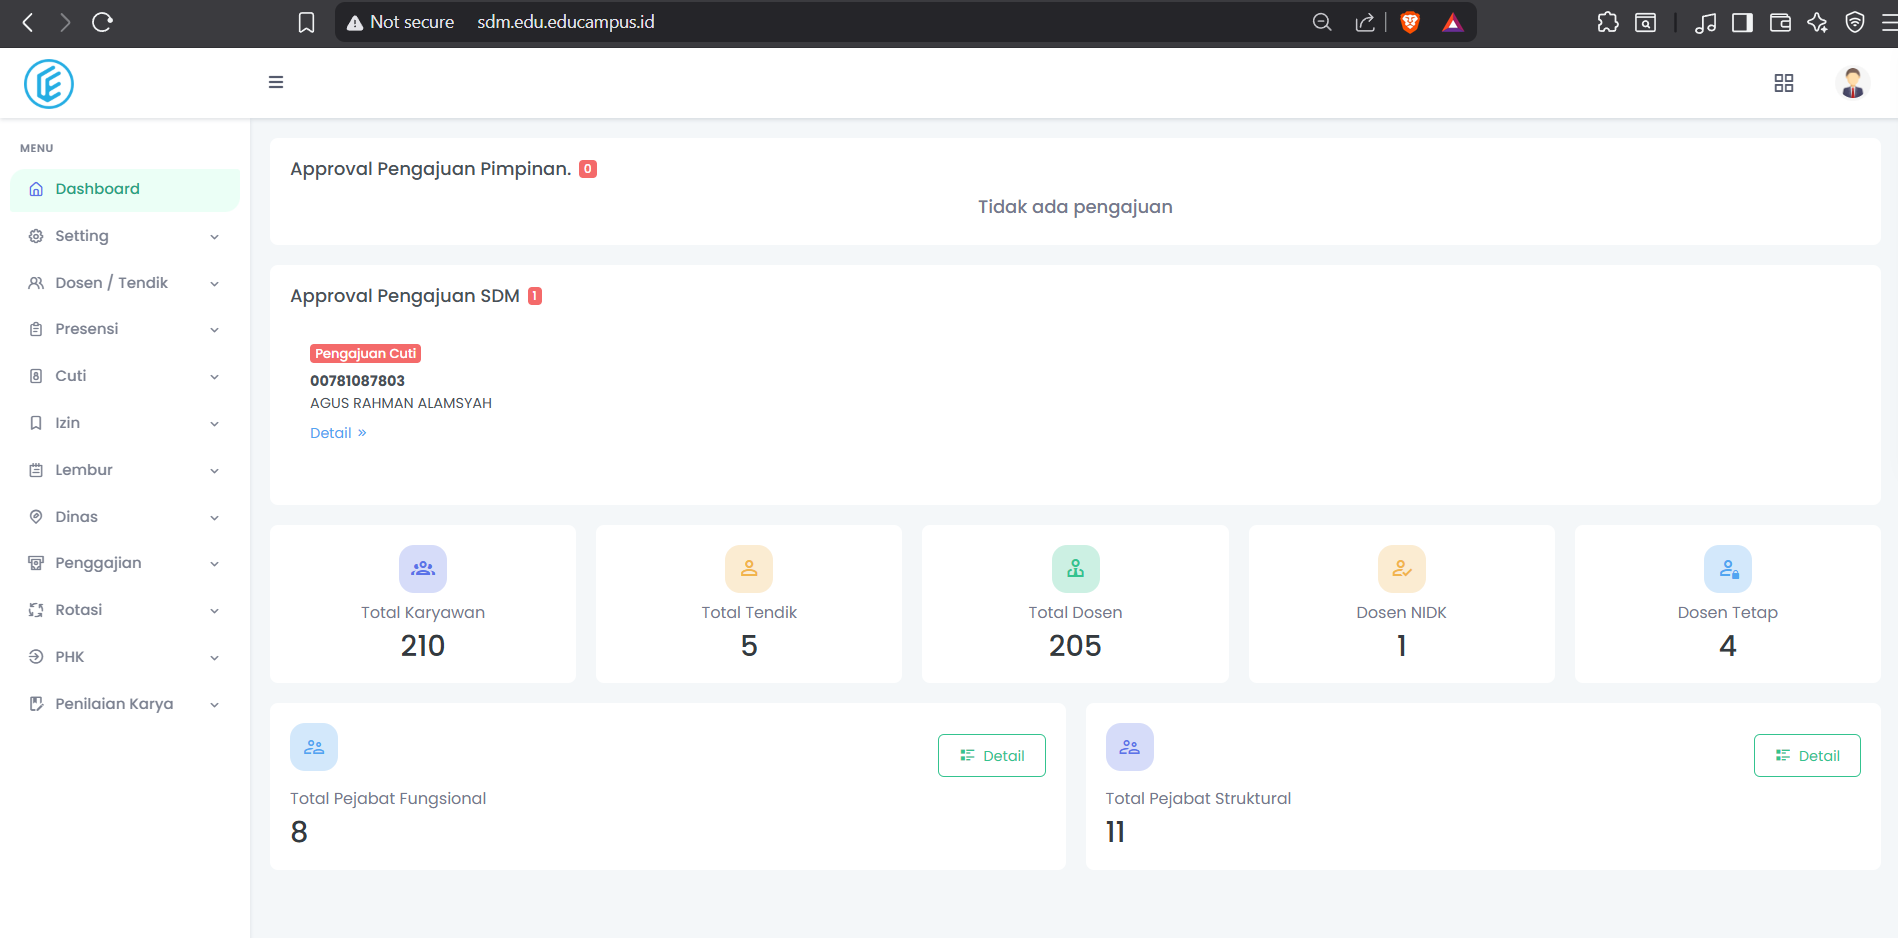 Not secure sdm.edu.educampus.id
MENU
Dashboard
Setting
Dosen / Tendik
Presensi
Cuti
Izin
Lembur
Dinas
Penggajian
Rotasi
PHK
Penilaian Karya
Approval Pengajuan Pimpinan. 0
Tidak ada pengajuan
Approval Pengajuan SDM 1
Pengajuan Cuti
00781087803
AGUS RAHMAN ALAMSYAH
Detail »
Total Karyawan
210
Total Tendik
5
Total Dosen
205
Dosen NIDK
1
Dosen Tetap
4
Detail
Total Pejabat Fungsional
8
Detail
Total Pejabat Struktural
11